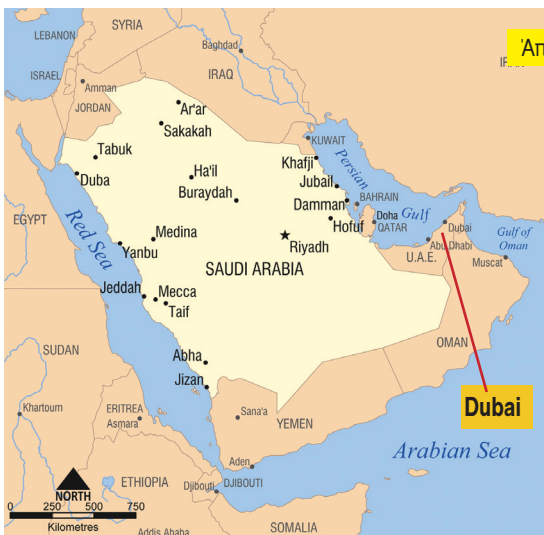 SYRIA
LEBANON
Baghdad
Ἀπ
ISRAEL
Amman
IRAQ
JORDAN
Ar'ar
Sakakah
KUWAIT
Tabuk
Khafji
Persian
Ha'il
Duba
Jubail
Buraydah
BAHRAIN
Damman
Doha
Gulf
EGYPT
Red Sea
Hofuf
QATAR
Dubai
Medina
Riyadh
Abu Dhabi
Gulf of
Oman
Yanbu
U.A.E.
Muscat
SAUDI ARABIA
Jeddah
Mecca
Taif
OMAN
SUDAN
Abha
Jizan
Dubai
Khartoum
ERITREA
Sana'a
Asmara
YEMEN
Arabian Sea
Aden
NORTH
ETHIOPIA
Djibouti
DJIBOUTI
0 250 500 750
Kilometres
Addis Ababa
SOMALIA